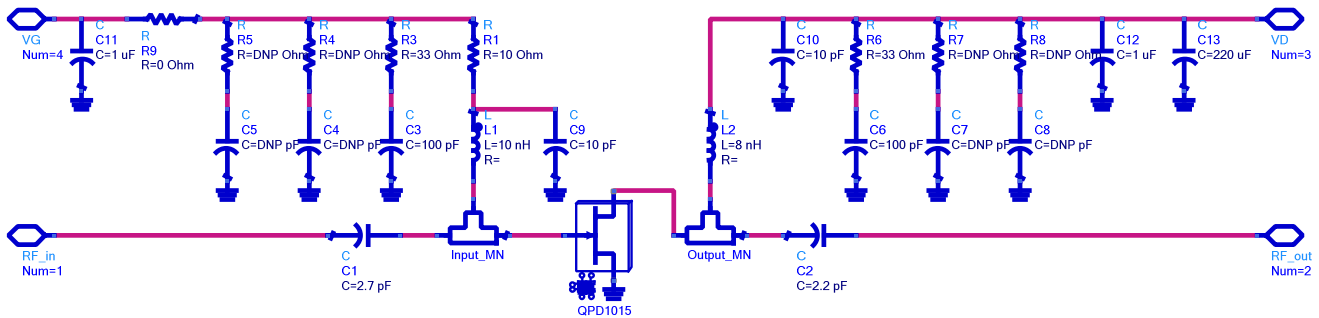 VG
Num=4
C
C11
C=1 uF
R
R9
R=0 Ohm
R
R5
R=DNP Ohm
R
R4
R=DNP Ohm
R
R3
R=33 Ohm
R
R1
R=10 Ohm
C
C10
C=10 pF
R
R6
R=33 Ohm
R
R7
R=DNP Ohm
R
R8
R=DNP Ohm
C
C12
C=1 uF
C
C13
C=220 uF
VD
Num=3
C
C5
C=DNP pF
C
C4
C=DNP pF
C
C3
C=100 pF
L
L1
L=10 nH
R=
C
C9
C=10 pF
L
L2
L=8 nH
R=
C
C6
C=100 pF
C
C7
C=DNP pF
C
C8
C=DNP pF
RF_in
Num=1
C
C1
C=2.7 pF
Input_MN
QPD1015
Output_MN
C
C2
C=2.2 pF
RF_out
Num=2